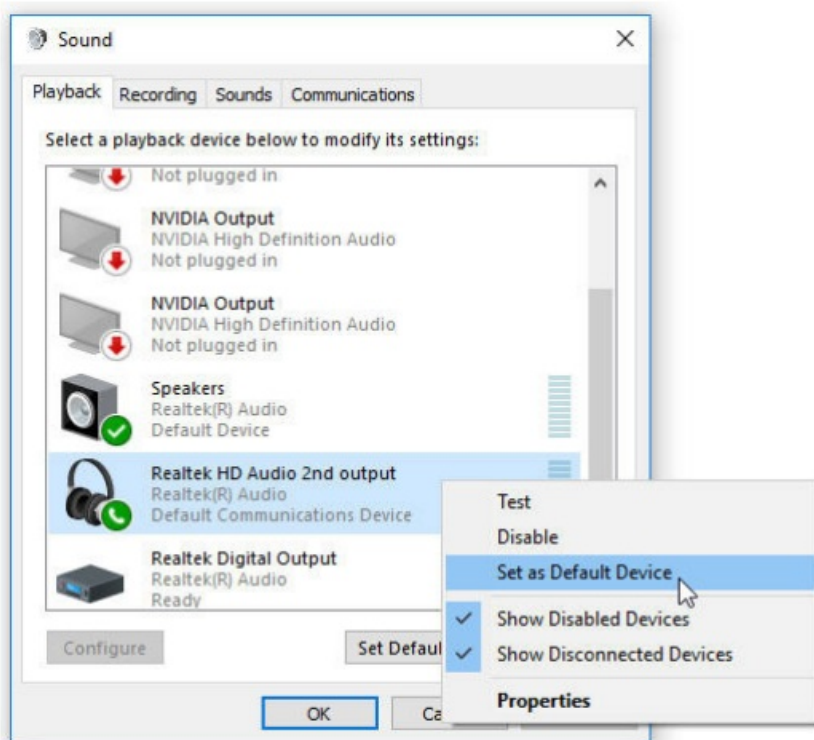 Sound
Playback Recording Sounds Communications
Select a playback device below to modify its settings:
Not plugged in
NVIDIA Output
NVIDIA High Definition Audio
Not plugged in
NVIDIA Output
NVIDIA High Definition Audio
Not plugged in
Speakers
Realtek(R) Audio
Default Device
Realtek HD Audio 2nd output
Realtek(R) Audio
Default Communications Device
Realtek Digital Output
Realtek(R) Audio
Ready
Test
Disable
Set as Default Device
Show Disabled Devices
Show Disconnected Devices
Properties
Configure
Set Defaul
OK
Ca